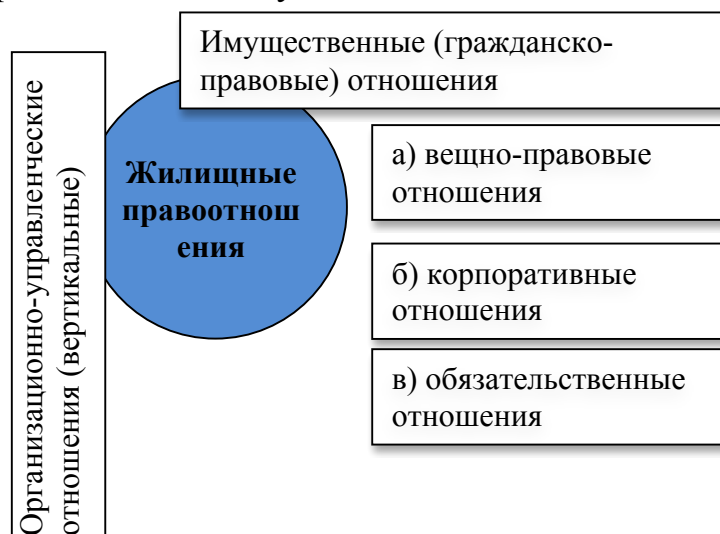 Имущественные (гражданско-
правовые) отношения
Организационно-управленческие
отношения (вертикальные)
Жилищные
правоотнош
ения
а) вещно-правовые
отношения
б) корпоративные
отношения
в) обязательственные
отношения